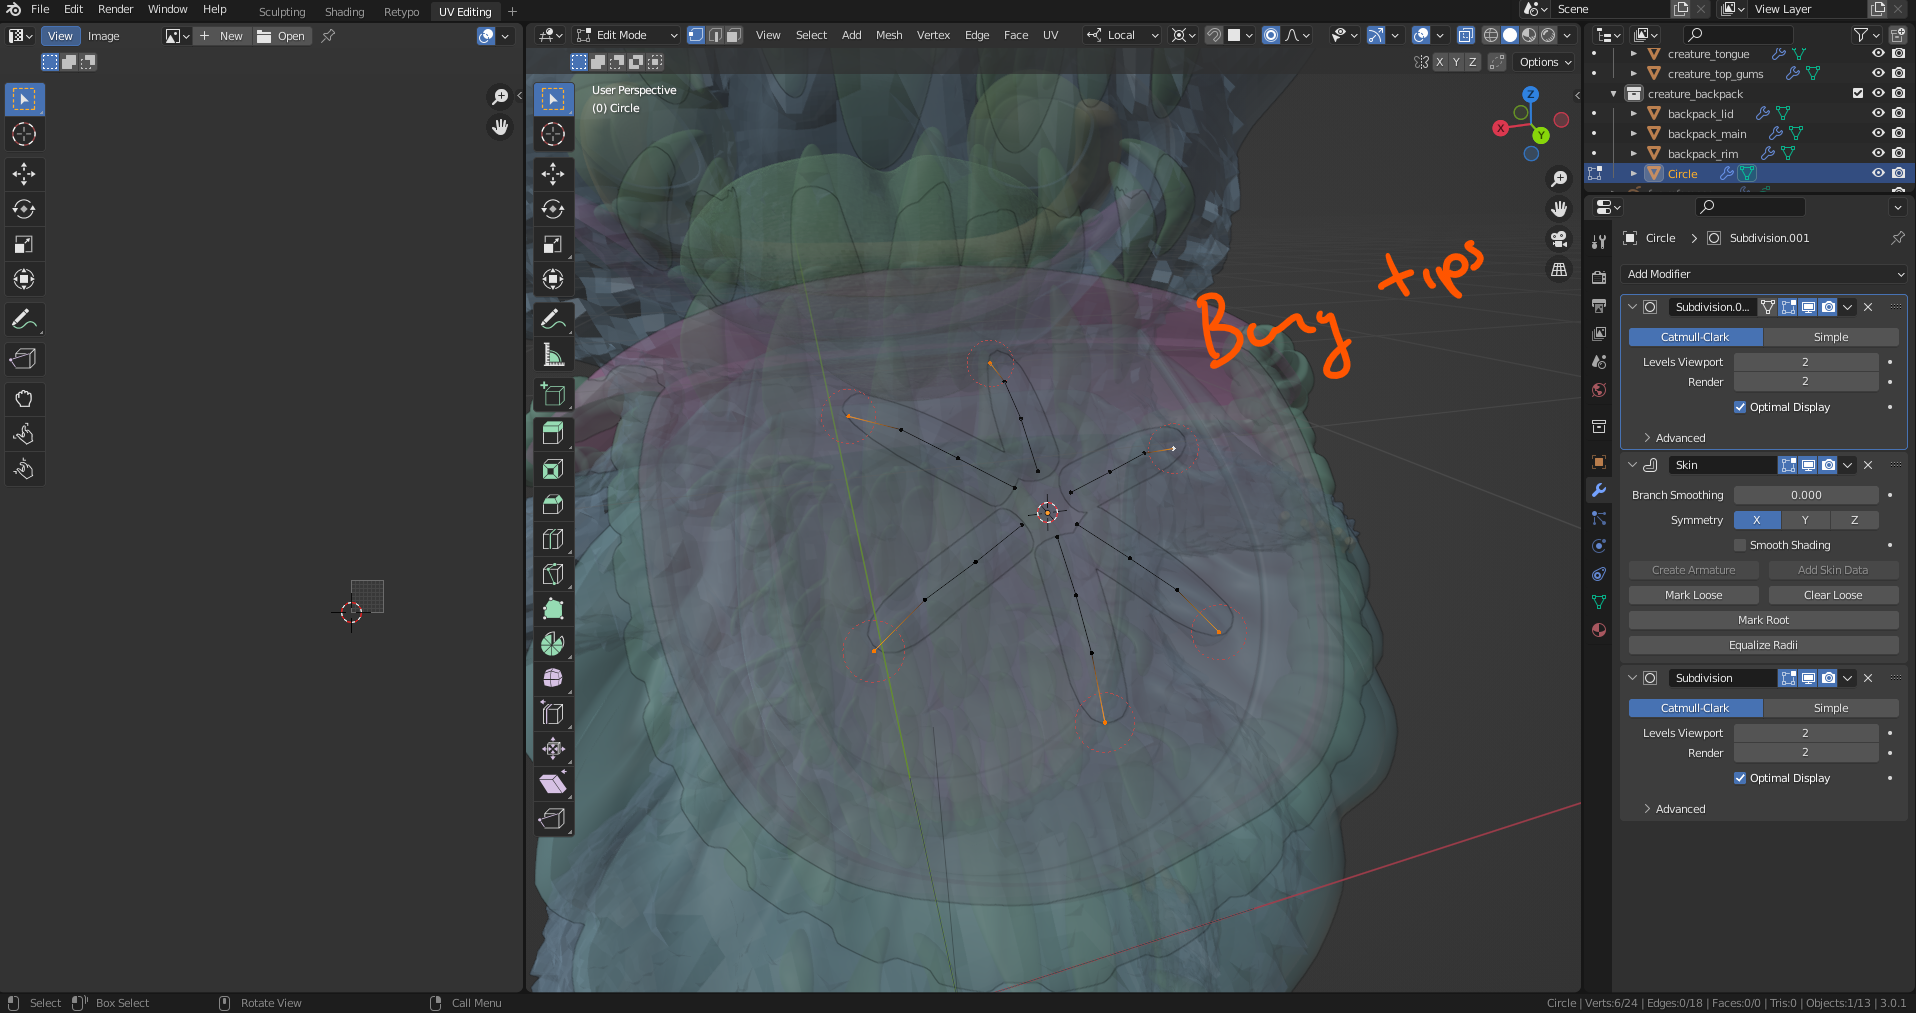 File Edit Render Window Help Sculpting Shading Retypo UV Editing + Scene View Layer
View Image + New Open
Edit Mode View Select Add Mesh Vertex Edge Face UV Local
X Y Z Options
User Perspective
(0) Circle
Z
X
Y
tips
creature_tongue
creature_top_gums
creature_backpack
backpack_lid
backpack_main
backpack_rim
Circle
Circle > Subdivision.001
Add Modifier
Subdivision.0...
Catmull-Clark Simple
Levels Viewport 2
Render 2
Optimal Display
Advanced
Skin
Branch Smoothing 0.000
Symmetry X Y Z
Smooth Shading
Create Armature Add Skin Data
Mark Loose Clear Loose
Mark Root
Equalize Radii
Subdivision
Catmull-Clark Simple
Levels Viewport 2
Render 2
Optimal Display
Advanced
Select Box Select Rotate View Call Menu Circle | Verts:6/24 | Edges:0/18 | Faces:0/0 | Tris:0 | Objects:1/13 | 3.0.1